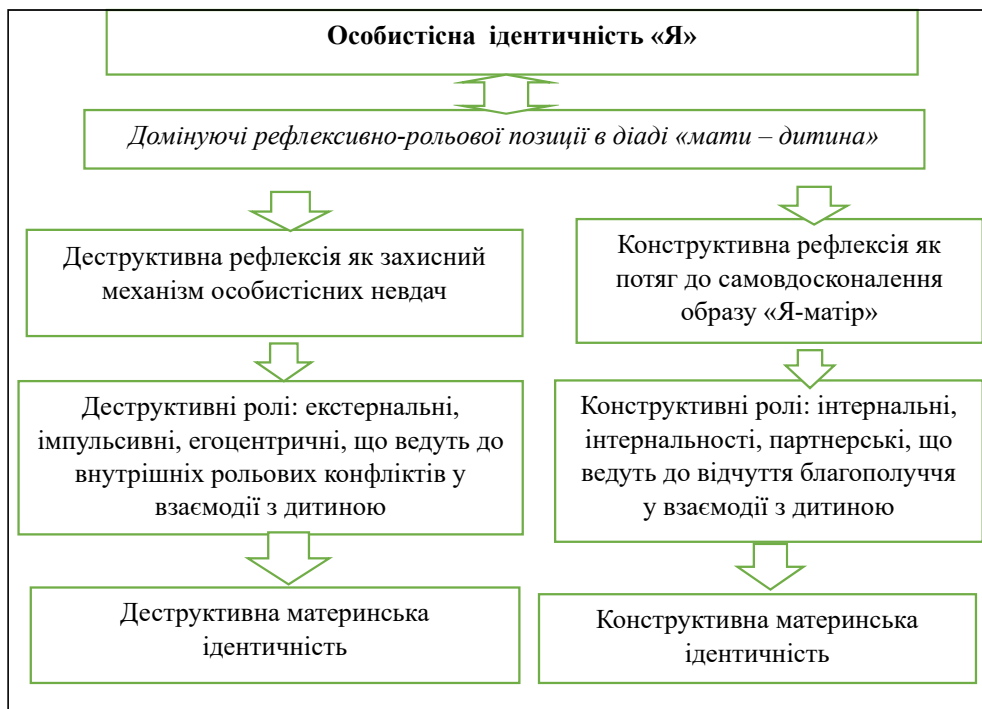 Особистісна ідентичність «Я»
Домінуючі рефлексивно-рольової позиції в діаді «мати – дитина»
Деструктивна рефлексія як захисний
механізм особистісних невдач
Конструктивна рефлексія як
потяг до самовдосконалення
образу «Я-матір»
Деструктивні ролі: екстернальні,
імпульсивні, егоцентричні, що ведуть до
внутрішніх рольових конфліктів у
взаємодії з дитиною
Конструктивні ролі: інтернальні,
інтернальності, партнерські, що
ведуть до відчуття благополуччя
у взаємодії з дитиною
Деструктивна материнська
ідентичність
Конструктивна материнська
ідентичність